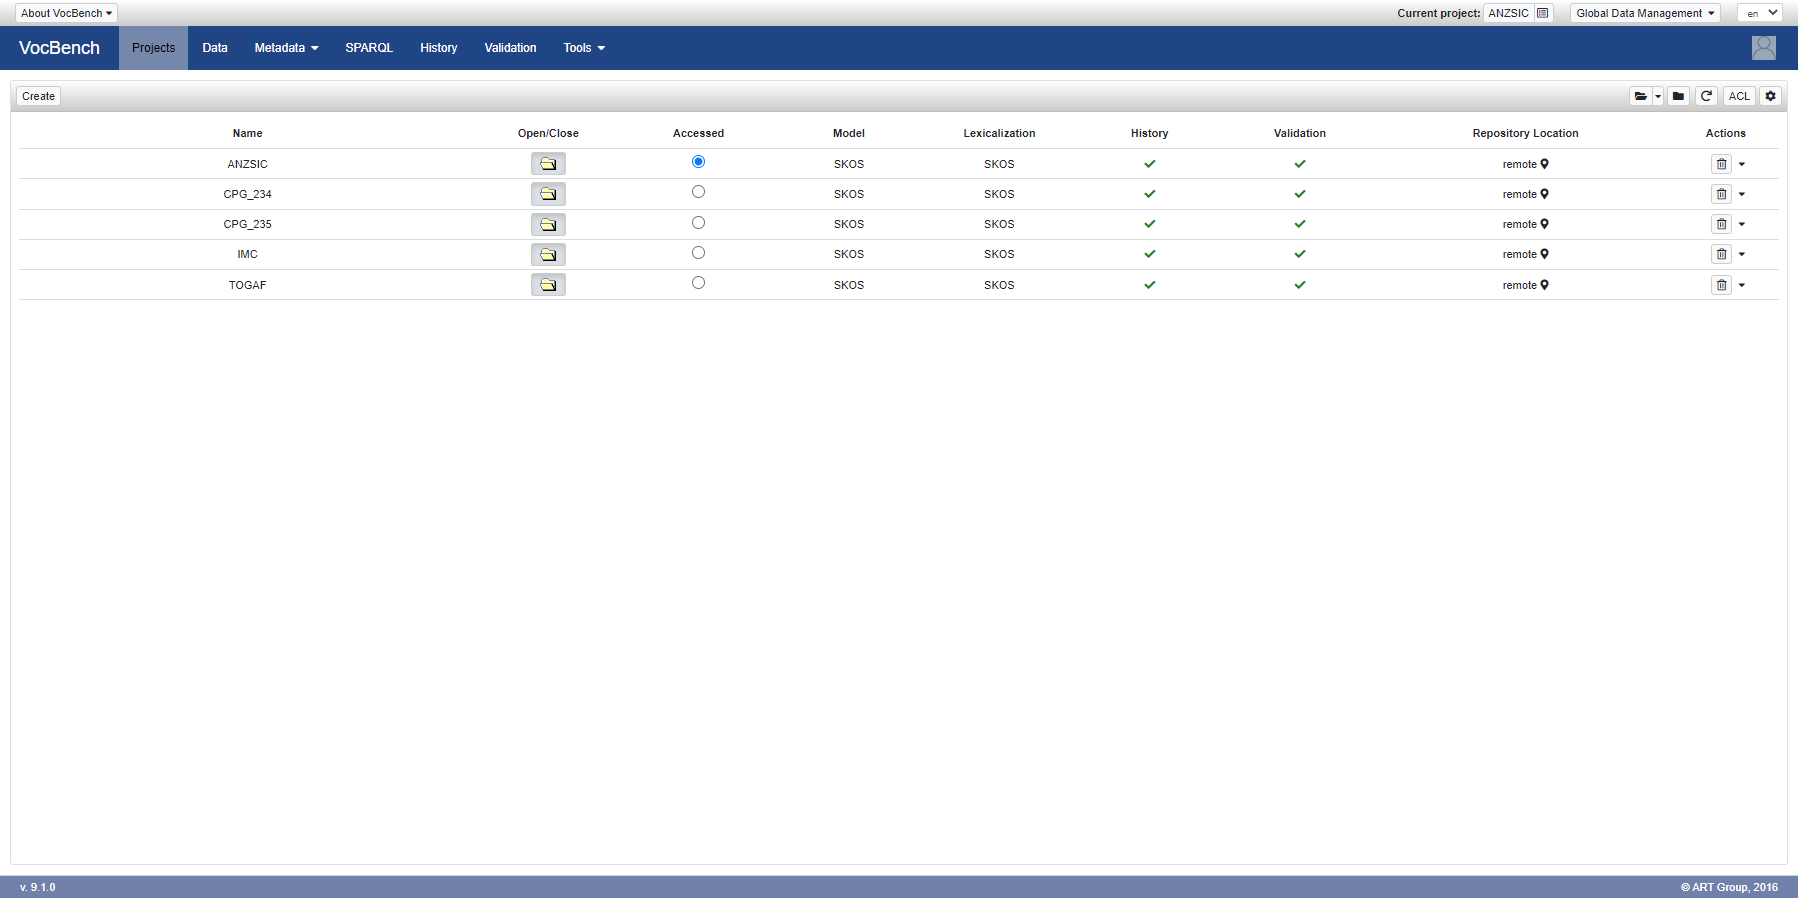 About VocBench Current project: ANZSIC Global Data Management en
VocBench Projects Data Metadata SPARQL History Validation Tools
Create ACL
Name Open/Close Accessed Model Lexicalization History Validation Repository Location Actions
ANZSIC SKOS SKOS remote
CPG_234 SKOS SKOS remote
CPG_235 SKOS SKOS remote
IMC SKOS SKOS remote
TOGAF SKOS SKOS remote
v. 9.1.0 © ART Group, 2016